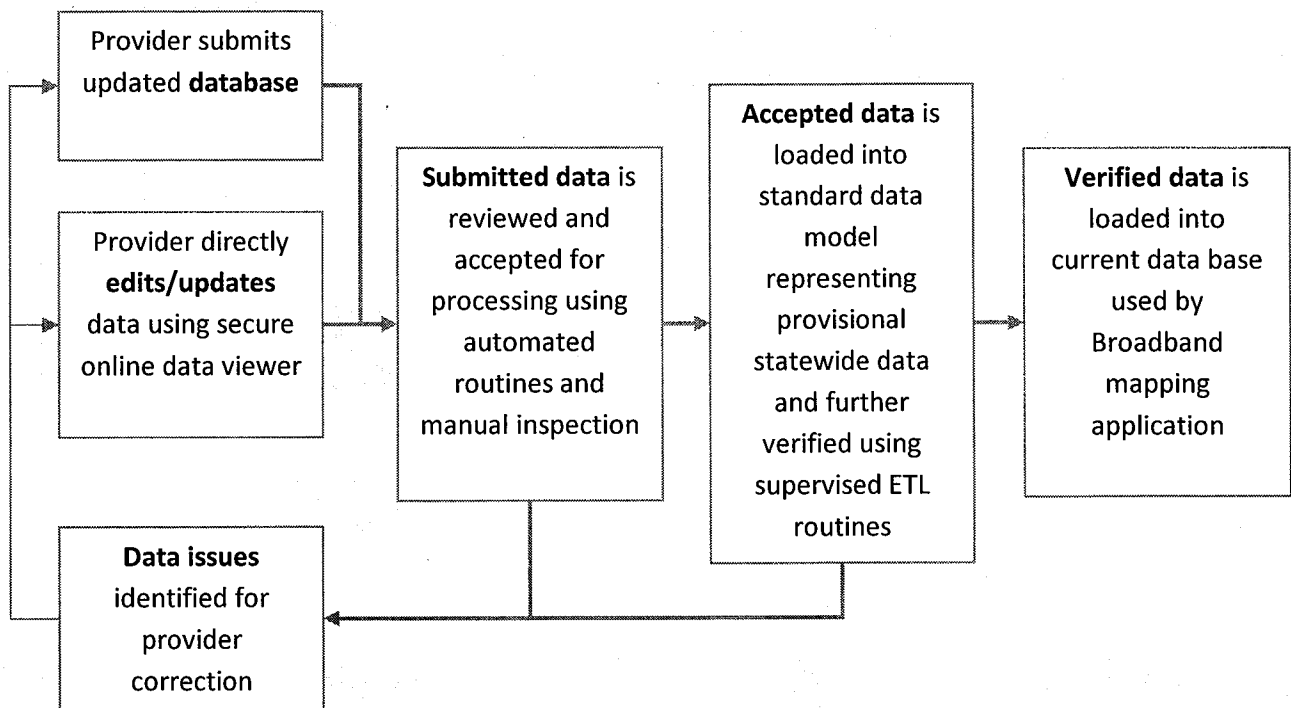 Provider submits
updated database
Provider directly
edits/updates
data using secure
online data viewer
Data issues
identified for
provider
correction
Submitted data is
reviewed and
accepted for
processing using
automated
routines and
manual inspection
Accepted data is
loaded into
standard data
model
representing
provisional
statewide data
and further
verified using
supervised ETL
routines
Verified data is
loaded into
current data base
used by
Broadband
mapping
application